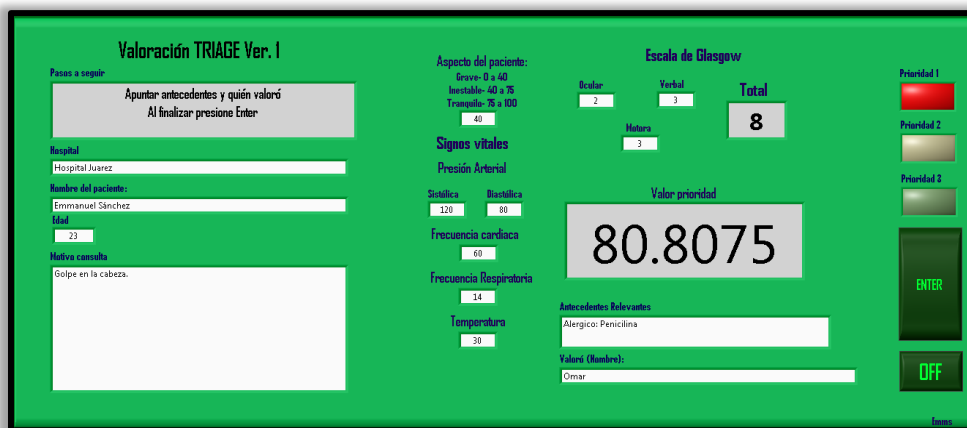 Valoración TRIAGE Ver. 1
Pasos a seguir
Apuntar antecedentes y quién valoró
Al finalizar presione Enter
Hospital
Hospital Juarez
Nombre del paciente:
Emmanuel Sánchez
Edad
23
Motivo consulta
Golpe en la cabeza.
Aspecto del paciente:
Grave- 0 a 40
Inestable- 40 a 75
Tranquilo- 75 a 100
40
Signos vitales
Presión Arterial
Sistólica Diastólica
120 80
Frecuencia cardiaca
60
Frecuencia Respiratoria
14
Temperatura
30
Escala de Glasgow
Ocular Verbal Total
2 3 8
Motora
3
Valor prioridad
80.8075
Antecedentes Relevantes
Alergico: Penicilina
Valoró (Nombre):
Omar
Prioridad 1
Prioridad 2
Prioridad 3
ENTER
OFF
Emms